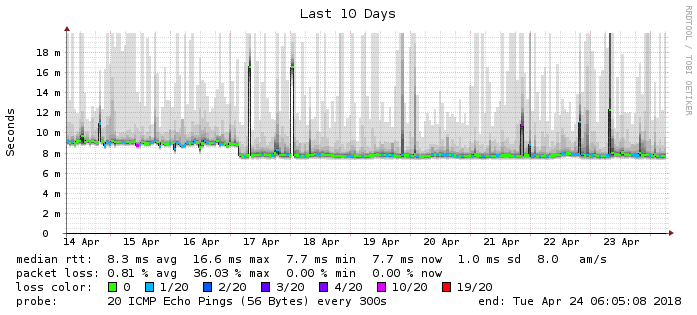 Last 10 Days
RRDTOOL / TOBI OETIKER
Seconds
18 m
16 m
14 m
12 m
10 m
8 m
6 m
4 m
2 m
0
14 Apr 15 Apr 16 Apr 17 Apr 18 Apr 19 Apr 20 Apr 21 Apr 22 Apr 23 Apr
median rtt: 8.3 ms avg 16.6 ms max 7.7 ms min 7.7 ms now 1.0 ms sd 8.0 am/s
packet loss: 0.81 % avg 36.03 % max 0.00 % min 0.00 % now
loss color: 0 1/20 2/20 3/20 4/20 10/20 19/20
probe: 20 ICMP Echo Pings (56 Bytes) every 300s end: Tue Apr 24 06:05:08 2018